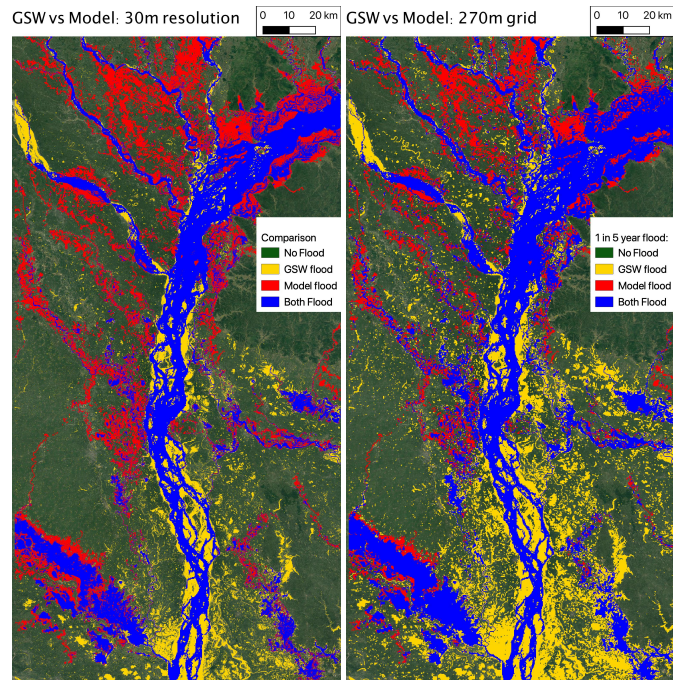 GSW vs Model: 30m resolution
0 10 20 km
Comparison
No Flood
GSW flood
Model flood
Both Flood
GSW vs Model: 270m grid
0 10 20 km
1 in 5 year flood:
No Flood
GSW flood
Model flood
Both Flood